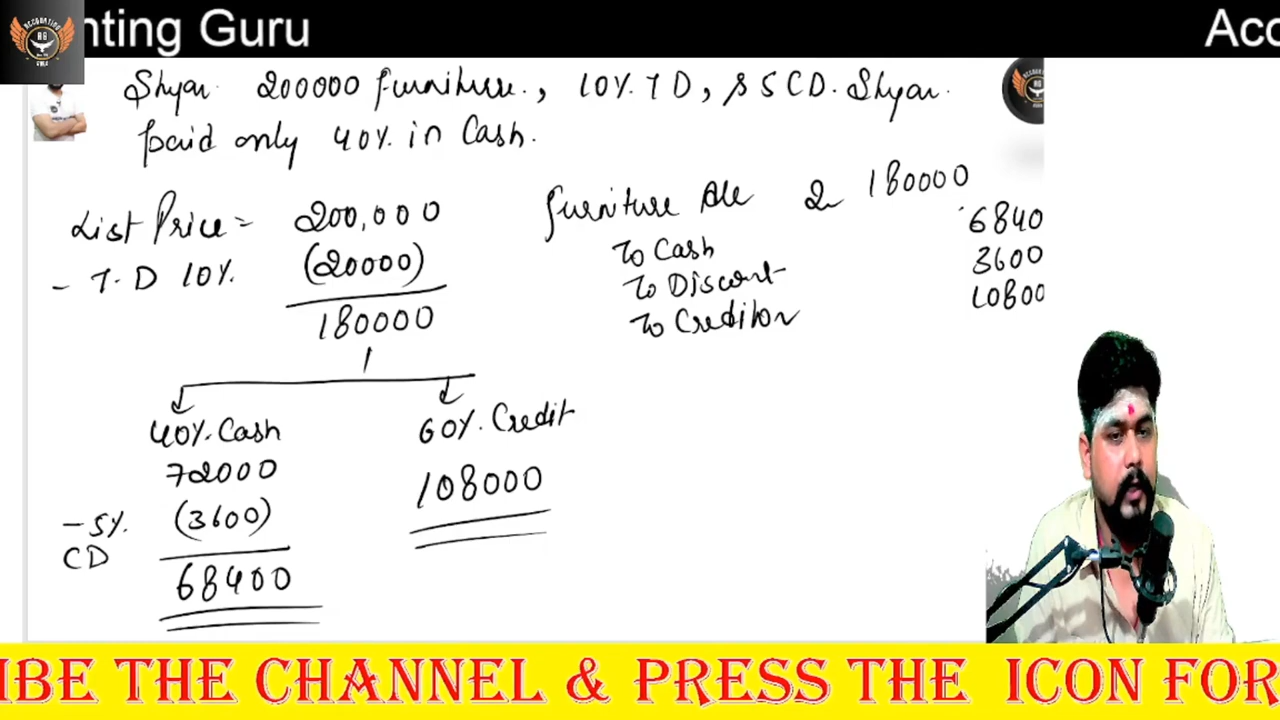 nting Guru
Acc
Shyam 200000 furniture., 10% TD, & 5 CD. Shyam
paid only 40% in Cash.
List Price = 200,000
- T.D 10% (20000)
180000
40% Cash
72000
- 5% (3600)
CD
68400
60% Credit
108000
Furniture A/c Dr 180000
To Cash 6840
To Discount 3600
To Creditor 10800
IBE THE CHANNEL & PRESS THE ICON FOR